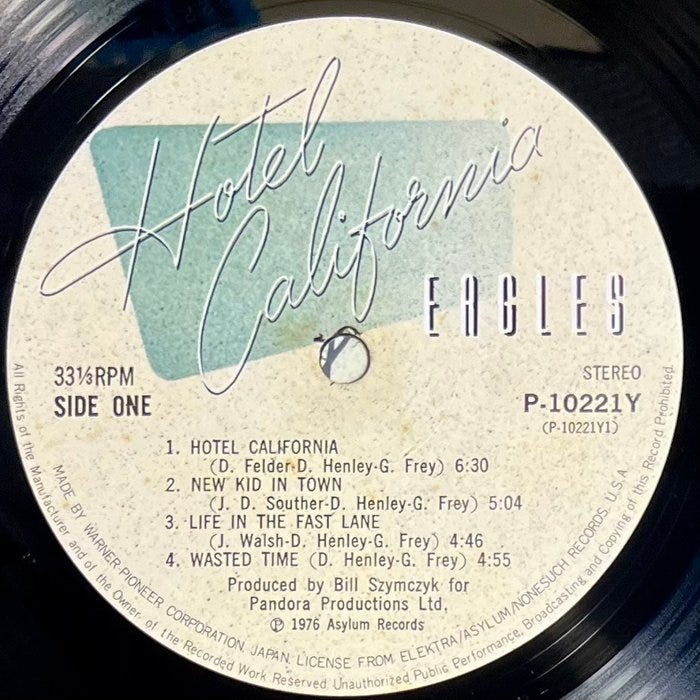 Hotel
California
EAGLES
33⅓RPM
STEREO
SIDE ONE
P-10221Y
(P-10221Y1)
1. HOTEL CALIFORNIA
(D. Felder-D. Henley-G. Frey) 6:30
2. NEW KID IN TOWN
(J. D. Souther-D. Henley-G. Frey) 5:04
3. LIFE IN THE FAST LANE
(J. Walsh-D. Henley-G. Frey) 4:46
4. WASTED TIME (D. Henley-G. Frey) 4:55
Produced by Bill Szymczyk for
Pandora Productions Ltd.
Ⓟ 1976 Asylum Records
MADE BY WARNER-PIONEER CORPORATION, JAPAN. LICENSE FROM ELEKTRA/ASYLUM/NONESUCH RECORDS. U.S.A.
All Rights of the Manufacturer and of the Owner of the Recorded Work Reserved. Unauthorized Public Performance, Broadcasting and Copying of this Record Prohibited.